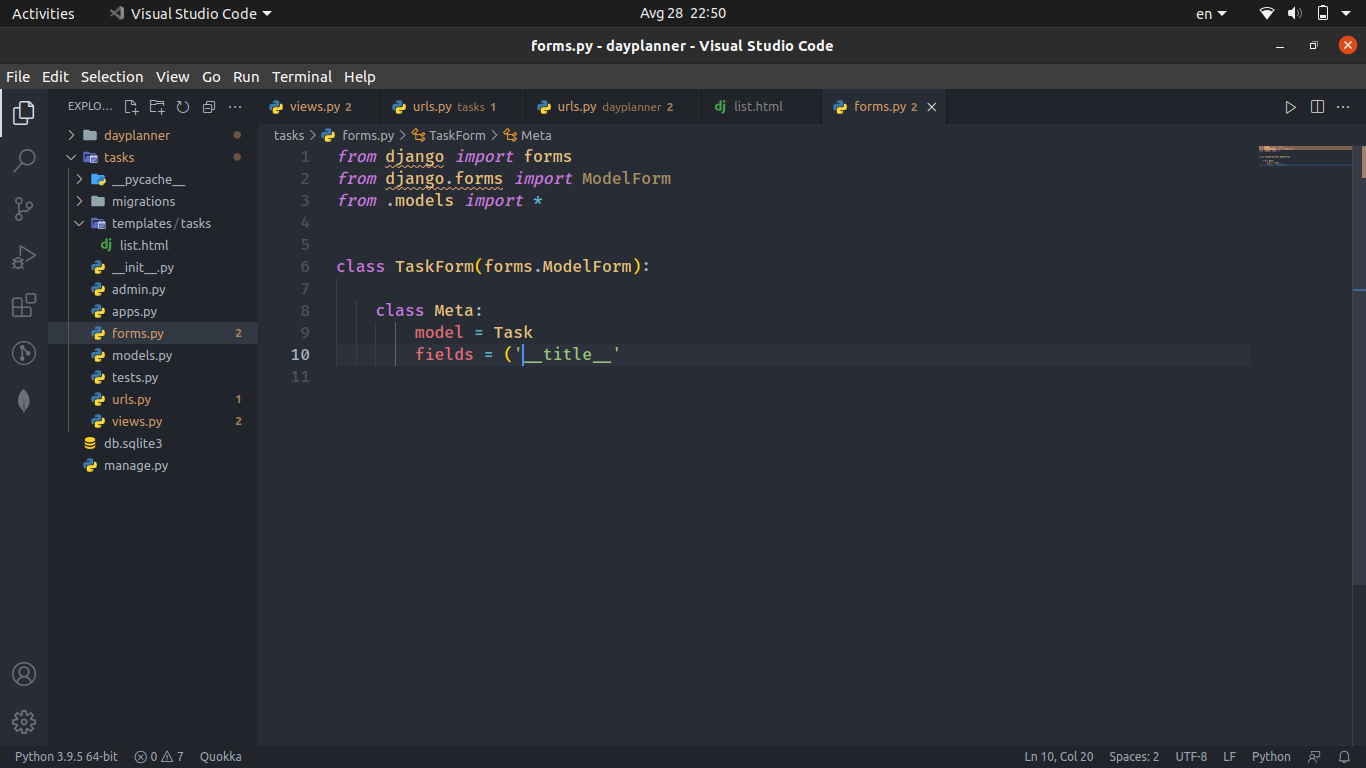 Activities Visual Studio Code Avg 28 22:50 en
forms.py - dayplanner - Visual Studio Code
File Edit Selection View Go Run Terminal Help
EXPLO... ... views.py 2 urls.py tasks 1 urls.py dayplanner 2 dj list.html forms.py 2 ...
dayplanner
tasks
__pycache__
migrations
templates / tasks
dj list.html
__init__.py
admin.py
apps.py
forms.py 2
models.py
tests.py
urls.py 1
views.py 2
db.sqlite3
manage.py
tasks > forms.py > TaskForm > Meta
1 from django import forms
2 from django.forms import ModelForm
3 from .models import *
4
5
6 class TaskForm(forms.ModelForm):
7
8 class Meta:
9 model = Task
10 fields = ('__title__'
11
Python 3.9.5 64-bit 0 7 Quokka Ln 10, Col 20 Spaces: 2 UTF-8 LF Python